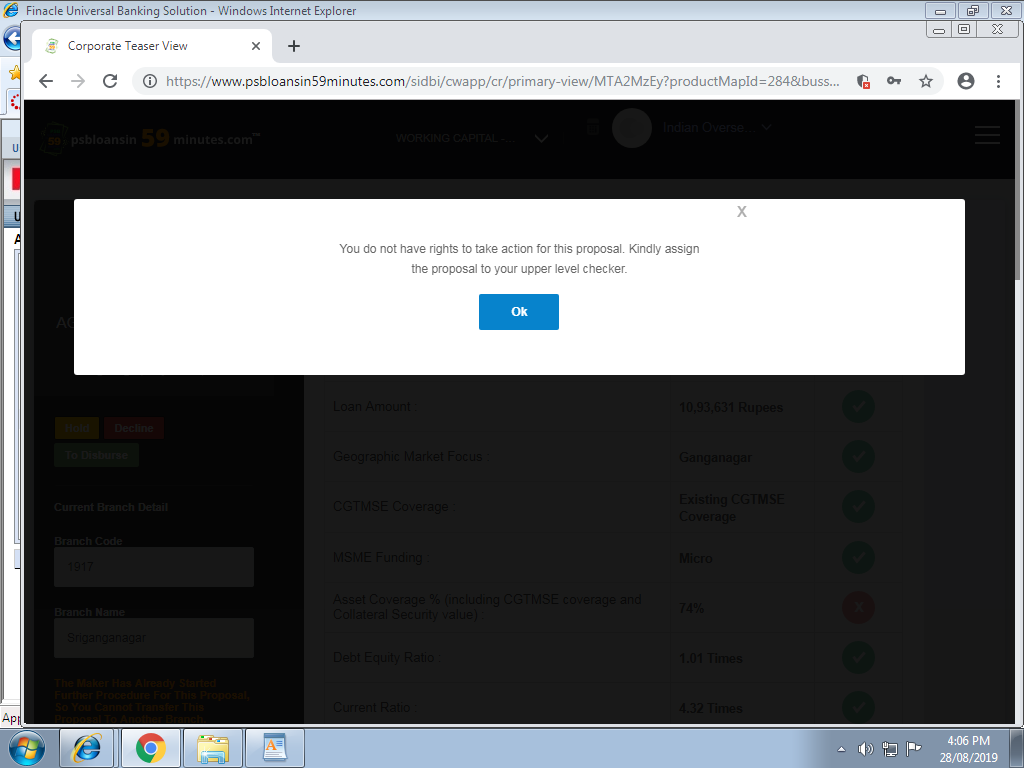 Finacle Universal Banking Solution - Windows Internet Explorer
Corporate Teaser View
https://www.psbloansin59minutes.com/sidbi/cwapp/cr/primary-view/MTA2MzEy?productMapId=284&buss...
psbloansin 59 minutes.com™
WORKING CAPITAL -...
Indian Overse...
X
You do not have rights to take action for this proposal. Kindly assign
the proposal to your upper level checker.
Ok
Loan Amount : 10,93,631 Rupees
Hold Decline
To Disburse
Geographic Market Focus Ganganagar
Current Branch Detail
CGTMSE Coverage : Existing CGTMSE
Coverage
Branch Code
1917
MSME Funding : Micro
Asset Coverage % (including CGTMSE coverage and
Collateral Security value) 74% X
Branch Name
Sriganganagar
Debt Equity Ratio : 1.01 Times
The Maker Has Already Started
Further Procedure For This Proposal,
So You Cannot Transfer This
Proposal To Another Branch.
Current Ratio : 4.32 Times
4:06 PM
28/08/2019